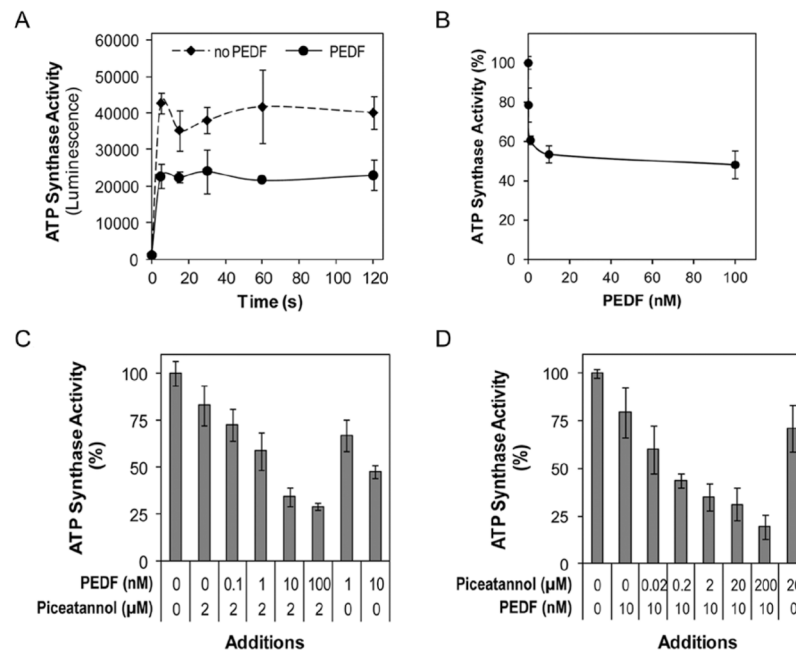 A
ATP Synthase Activity
(Luminescence)
60000
50000
40000
30000
20000
10000
0
no PEDF
PEDF
0 20 40 60 80 100 120
Time (s)
B
ATP Synthase Activity (%)
100
80
60
40
20
0
0 20 40 60 80 100
PEDF (nM)
C
ATP Synthase Activity
(%)
100
75
50
25
0
PEDF (nM) 0 0 0.1 1 10 100 1 10
Piceatannol (µM) 0 2 2 2 2 2 0 0
Additions
D
ATP Synthase Activity
(%)
100
75
50
25
0
Piceatannol (µM) 0 0 0.02 0.2 2 20 200
PEDF (nM) 0 10 10 10 10 10 10
Additions